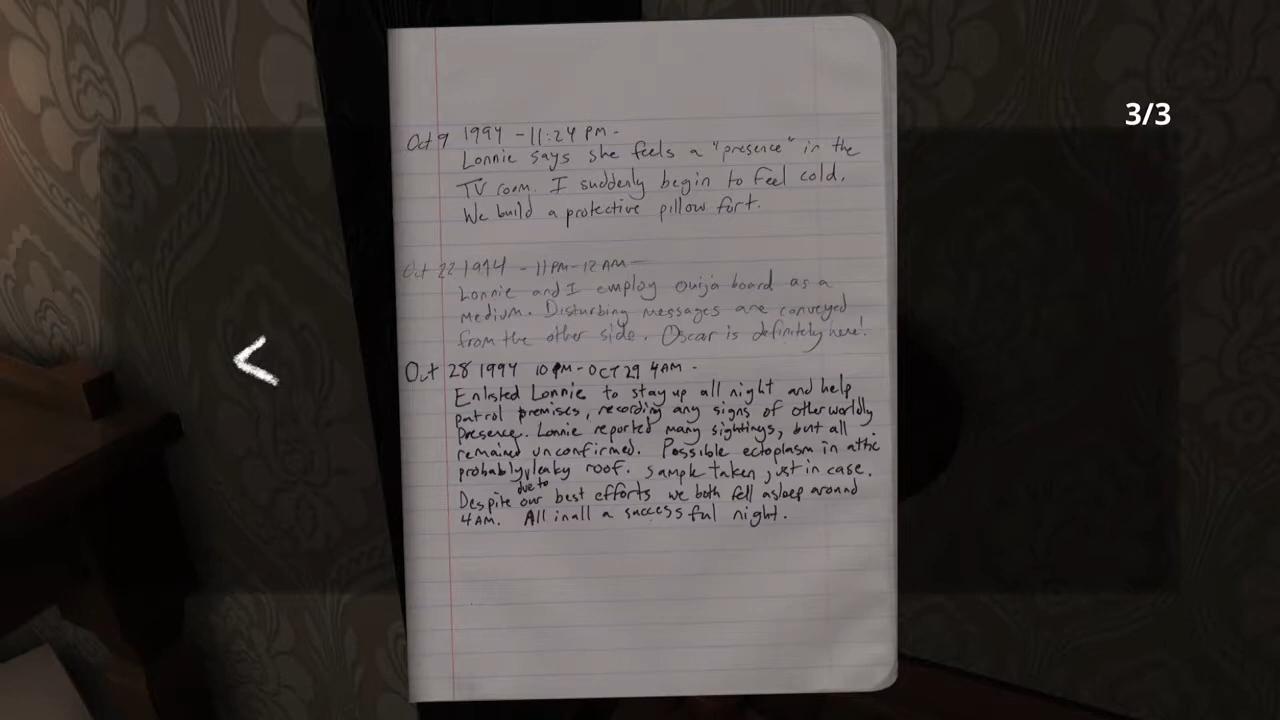 3/3
Oct 9 1994 - 11:24 PM -
Lonnie says she feels a "presence" in the
TV room. I suddenly begin to feel cold.
We build a protective pillow fort.
Oct 22 1994 - 11PM-12AM
Lonnie and I employ ouija board as a
medium. Disturbing messages are conveyed
from the other side. Oscar is definitely here!
Oct 28 1994 10 PM - OCT 29 4AM -
Enlisted Lonnie to stay up all night and help
patrol premises, recording any signs of otherworldly
presence. Lonnie reported many sightings, but all
remained unconfirmed. Possible ectoplasm in attic
probably due to leaky roof. Sample taken just in case.
Despite our best efforts we both fell asleep around
4AM. All in all a successful night.